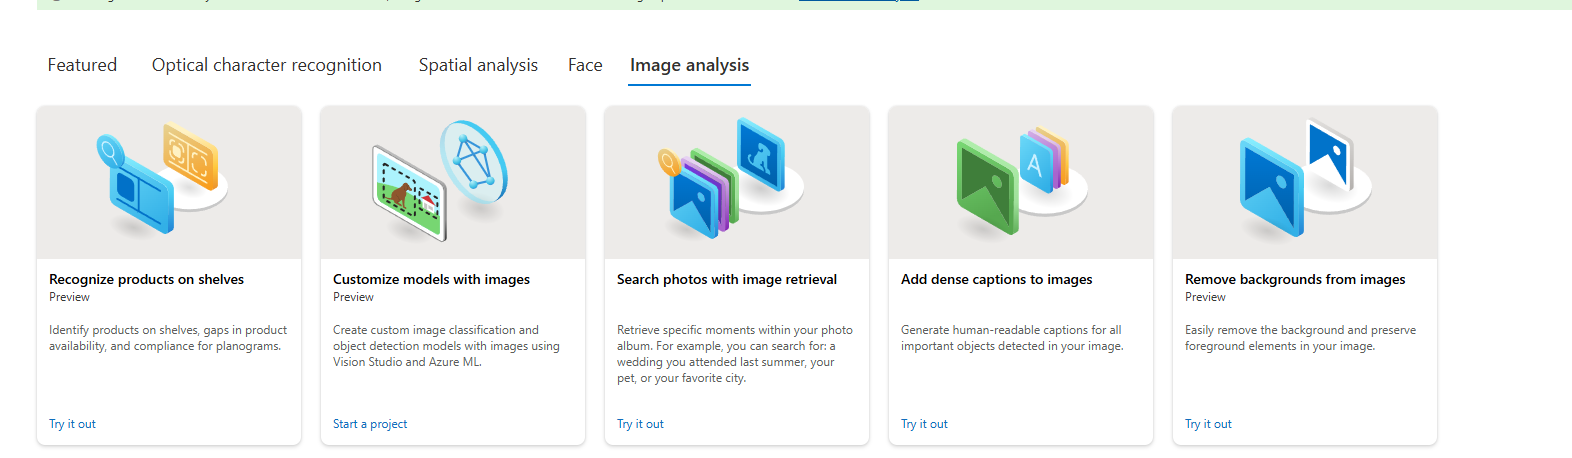 Featured
Optical character recognition
Spatial analysis
Face
Image analysis
A
Recognize products on shelves
Preview
Identify products on shelves, gaps in product
availability, and compliance for planograms.
Try it out
Customize models with images
Preview
Create custom image classification and
object detection models with images using
Vision Studio and Azure ML.
Start a project
Search photos with image retrieval
Retrieve specific moments within your photo
album. For example, you can search for: a
wedding you attended last summer, your
pet, or your favorite city.
Try it out
Add dense captions to images
Generate human-readable captions for all
important objects detected in your image.
Try it out
Remove backgrounds from images
Preview
Easily remove the background and preserve
foreground elements in your image.
Try it out